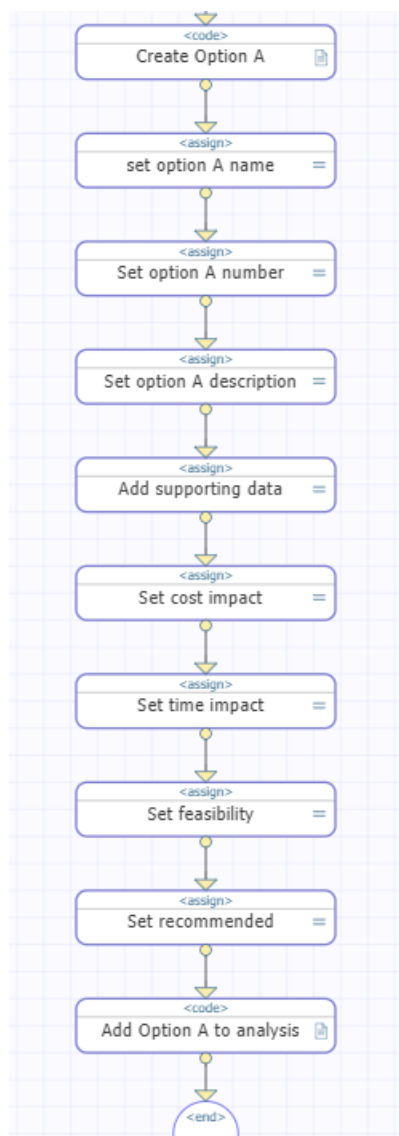 <code>
Create Option A
<assign>
set option A name
<assign>
Set option A number
<assign>
Set option A description
<assign>
Add supporting data
<assign>
Set cost impact
<assign>
Set time impact
<assign>
Set feasibility
<assign>
Set recommended
<code>
Add Option A to analysis
<end>